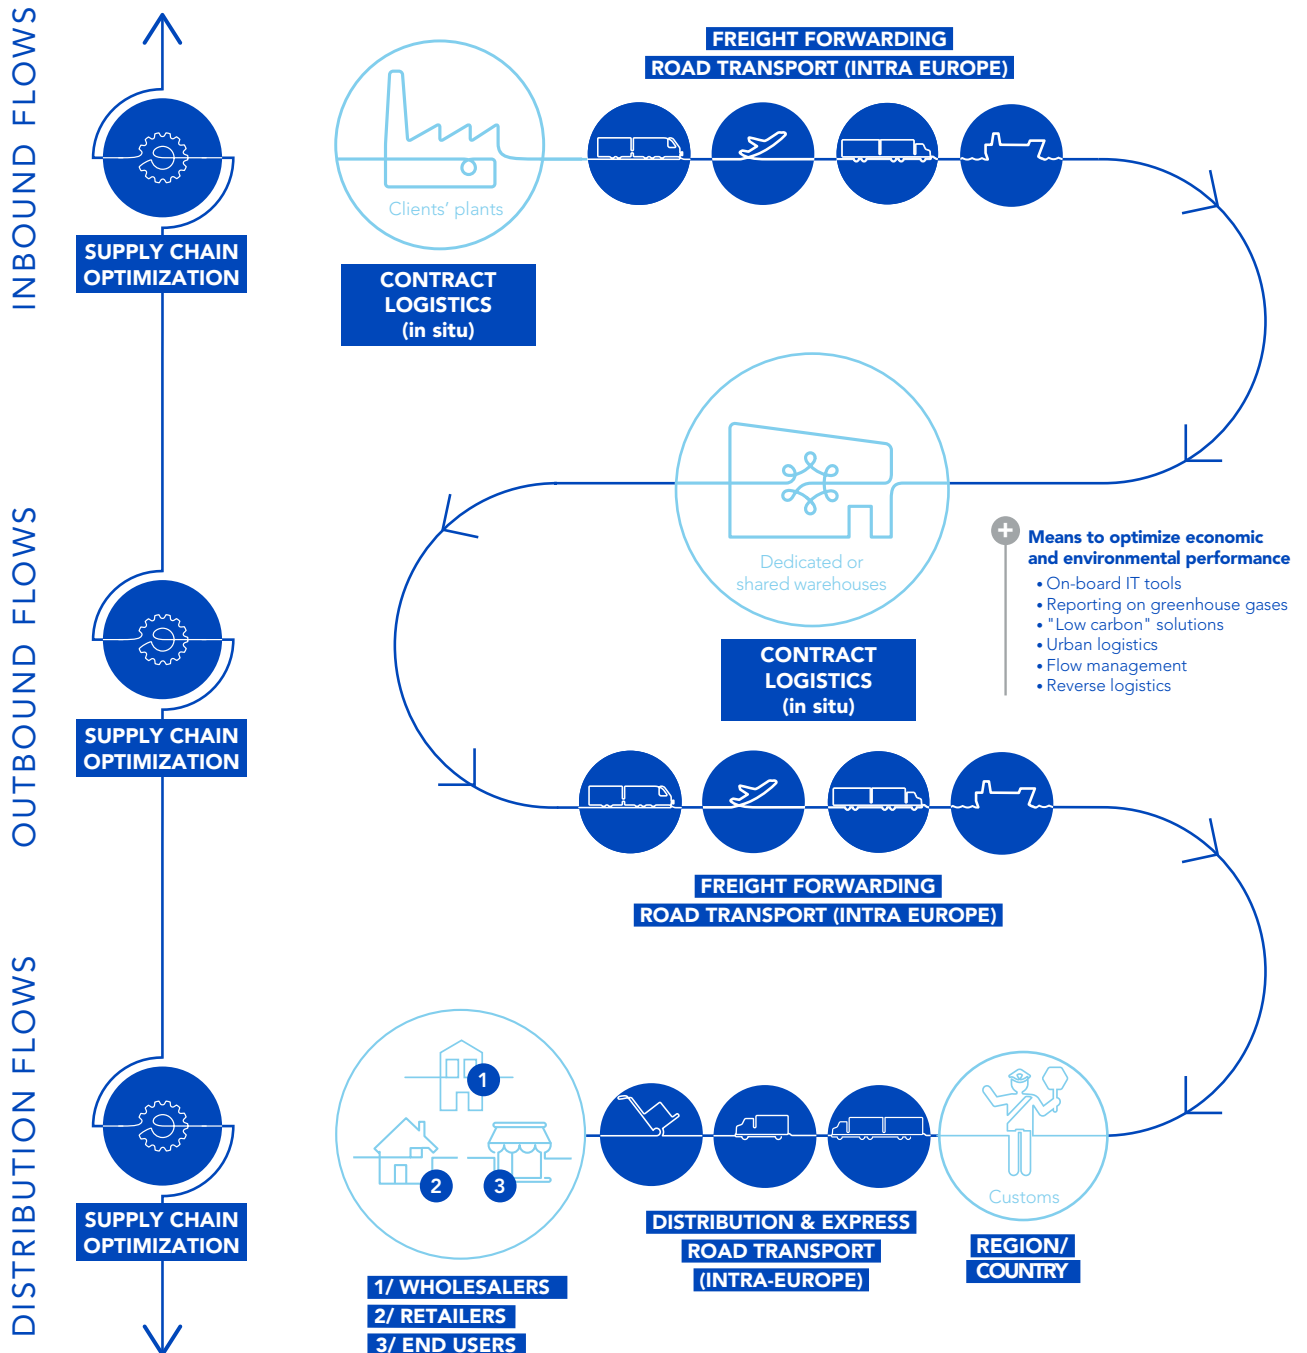 INBOUND FLOWS
SUPPLY CHAIN
OPTIMIZATION
Clients’ plants
CONTRACT
LOGISTICS
(in situ)
FREIGHT FORWARDING
ROAD TRANSPORT (INTRA EUROPE)
OUTBOUND FLOWS
SUPPLY CHAIN
OPTIMIZATION
Dedicated or
shared warehouses
CONTRACT
LOGISTICS
(in situ)
+
Means to optimize economic
and environmental performance
• On-board IT tools
• Reporting on greenhouse gases
• "Low carbon" solutions
• Urban logistics
• Flow management
• Reverse logistics
FREIGHT FORWARDING
ROAD TRANSPORT (INTRA EUROPE)
DISTRIBUTION FLOWS
SUPPLY CHAIN
OPTIMIZATION
1
2
3
1/ WHOLESALERS
2/ RETAILERS
3/ END USERS
DISTRIBUTION & EXPRESS
ROAD TRANSPORT
(INTRA-EUROPE)
Customs
REGION/
COUNTRY